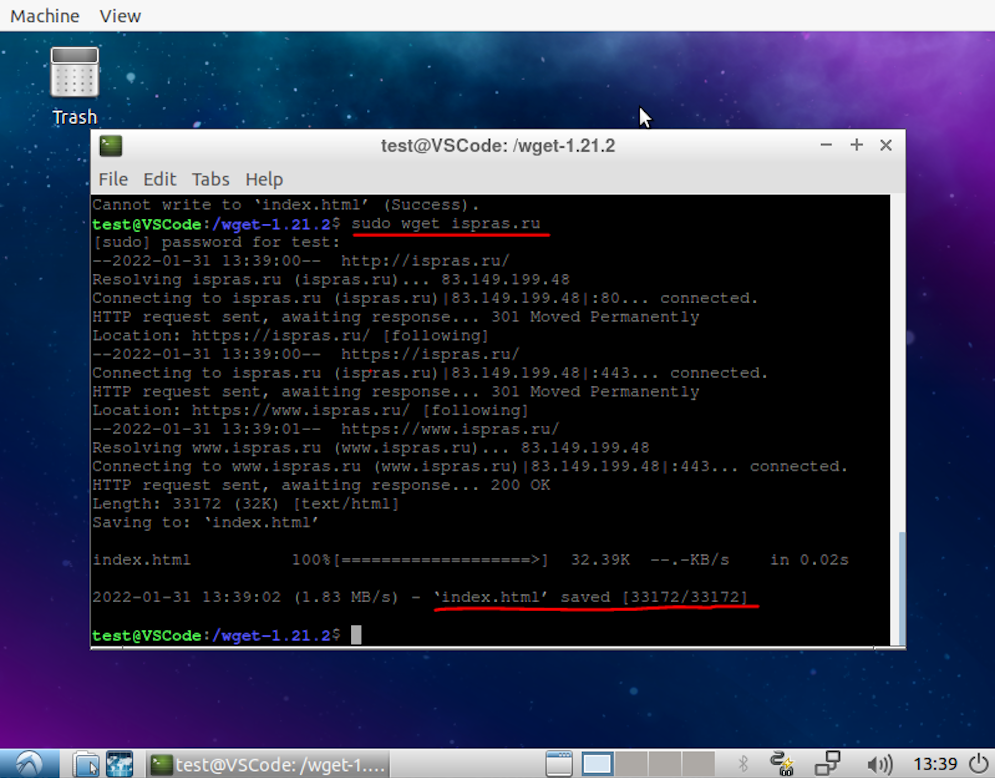 Machine View
Trash
test@VSCode: /wget-1.21.2
File Edit Tabs Help
Cannot write to ‘index.html’ (Success).
test@VSCode:/wget-1.21.2$ sudo wget ispras.ru
[sudo] password for test:
--2022-01-31 13:39:00-- http://ispras.ru/
Resolving ispras.ru (ispras.ru)... 83.149.199.48
Connecting to ispras.ru (ispras.ru)|83.149.199.48|:80... connected.
HTTP request sent, awaiting response... 301 Moved Permanently
Location: https://ispras.ru/ [following]
--2022-01-31 13:39:00-- https://ispras.ru/
Connecting to ispras.ru (ispras.ru)|83.149.199.48|:443... connected.
HTTP request sent, awaiting response... 301 Moved Permanently
Location: https://www.ispras.ru/ [following]
--2022-01-31 13:39:01-- https://www.ispras.ru/
Resolving www.ispras.ru (www.ispras.ru)... 83.149.199.48
Connecting to www.ispras.ru (www.ispras.ru)|83.149.199.48|:443... connected.
HTTP request sent, awaiting response... 200 OK
Length: 33172 (32K) [text/html]
Saving to: ‘index.html’
index.html 100%[===================>] 32.39K --.-KB/s in 0.02s
2022-01-31 13:39:02 (1.83 MB/s) - ‘index.html’ saved [33172/33172]
test@VSCode:/wget-1.21.2$
test@VSCode: /wget-1.... 13:39